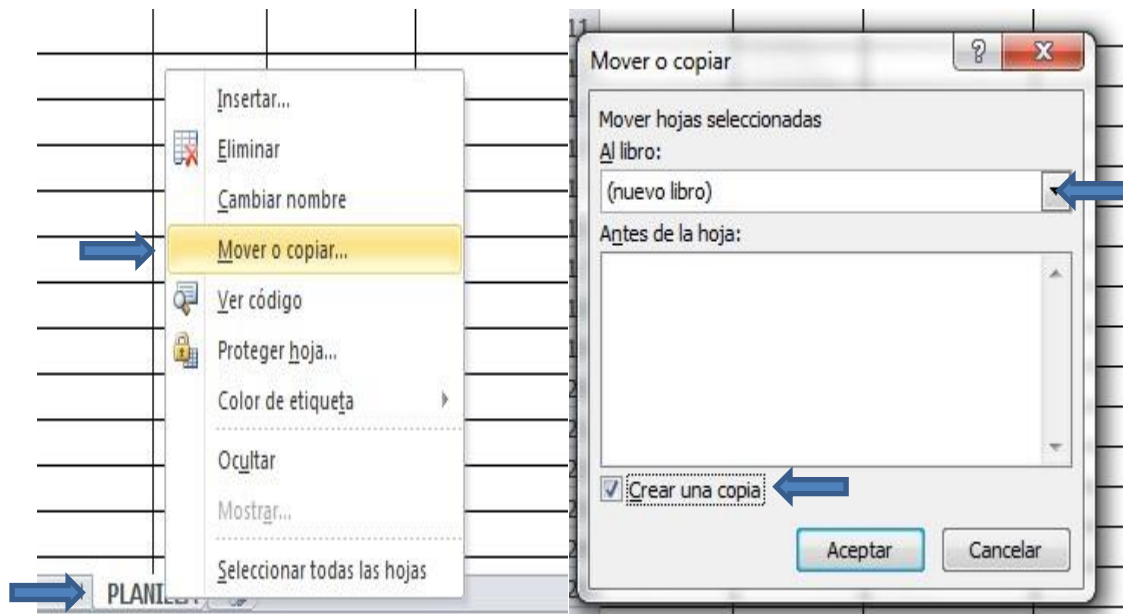 Insertar...
Eliminar
Cambiar nombre
Mover o copiar...
Ver código
Proteger hoja...
Color de etiqueta
Ocultar
Mostrar...
Seleccionar todas las hojas
11
Mover o copiar
Mover hojas seleccionadas
Al libro:
(nuevo libro)
Antes de la hoja:
Crear una copia
Aceptar
Cancelar